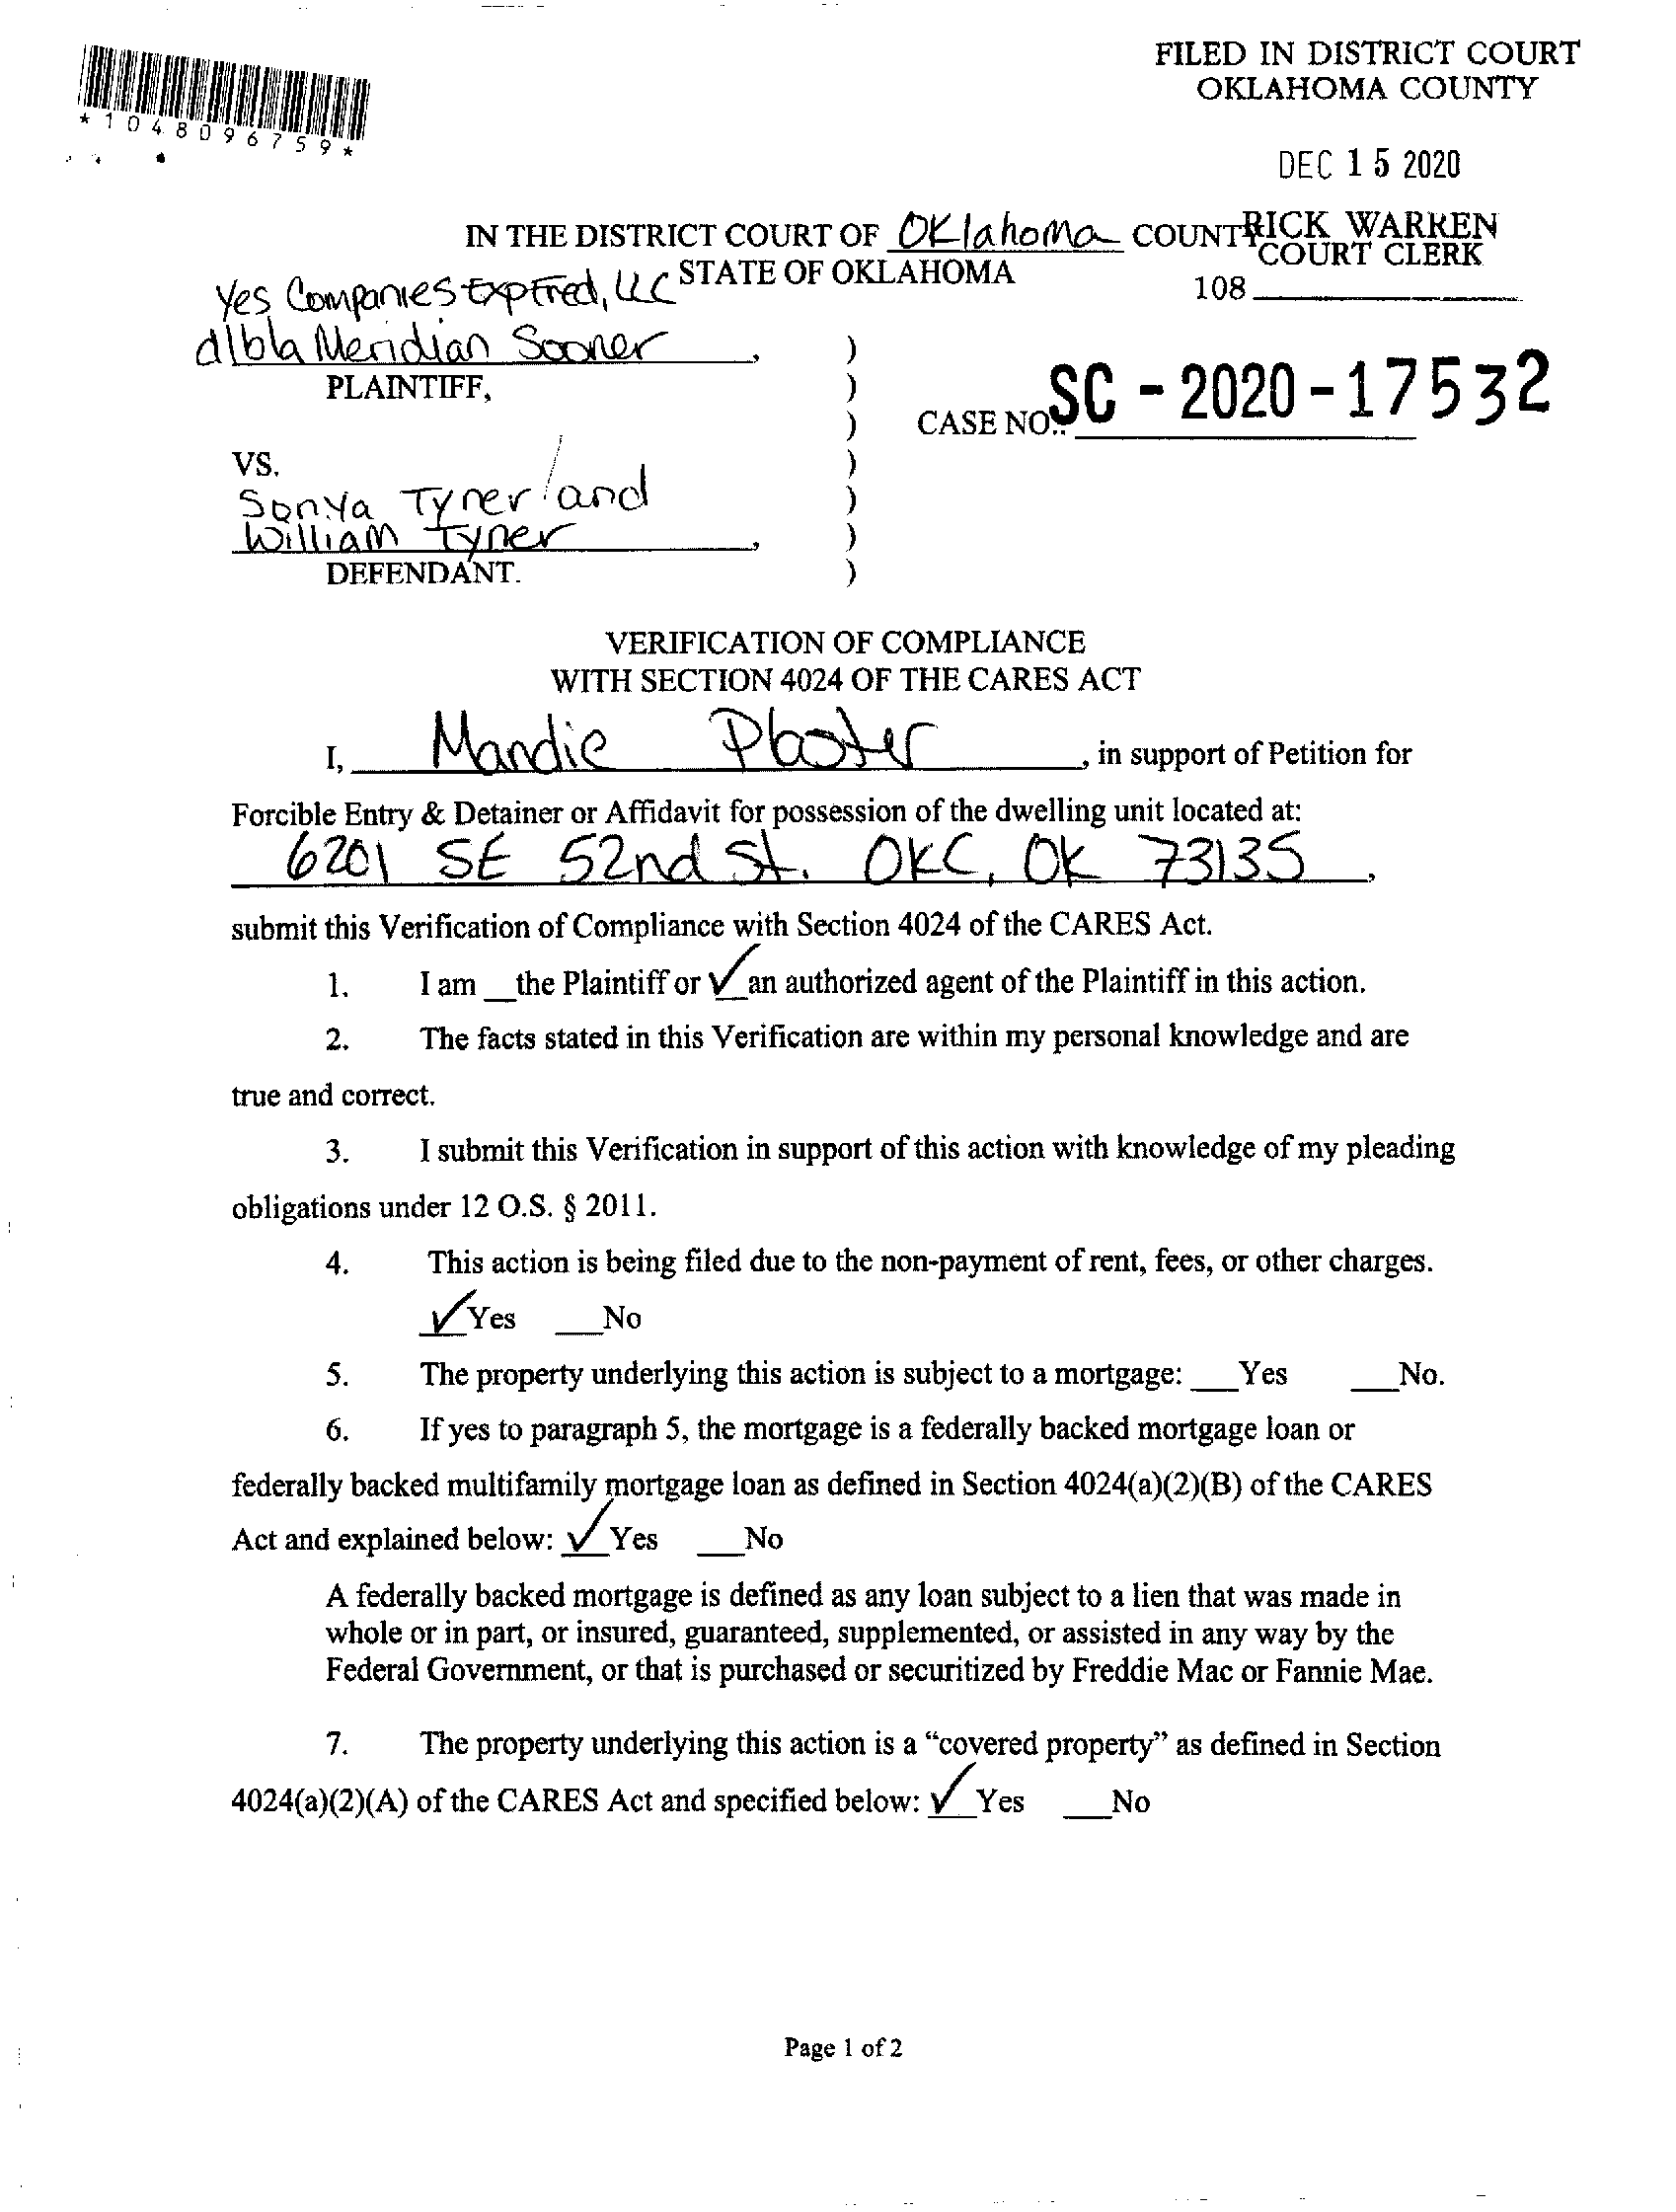 FILED IN DISTRICT COURT
OKLAHOMA COUNTY
*1048096759*
DEC 15 2020
RICK WARREN
COURT CLERK
108
IN THE DISTRICT COURT OF Oklahoma COUNTY
STATE OF OKLAHOMA
Yes Companies ExpFred, LLC
d/b/a Meridian Sooner,
PLAINTIFF,
CASE NO.: SC-2020-17532
VS.
Sonya Tyner and
William Tyner,
DEFENDANT.
)
)
)
)
)
)
)
VERIFICATION OF COMPLIANCE
WITH SECTION 4024 OF THE CARES ACT
I, Mandie Plaster, in support of Petition for
Forcible Entry & Detainer or Affidavit for possession of the dwelling unit located at:
6201 SE 52nd St. OKC, OK 73135,
submit this Verification of Compliance with Section 4024 of the CARES Act.
1. I am __the Plaintiff or ✓ an authorized agent of the Plaintiff in this action.
2. The facts stated in this Verification are within my personal knowledge and are
true and correct.
3. I submit this Verification in support of this action with knowledge of my pleading
obligations under 12 O.S. § 2011.
4. This action is being filed due to the non-payment of rent, fees, or other charges.
✓ Yes ___No
5. The property underlying this action is subject to a mortgage: ___Yes ___No.
6. If yes to paragraph 5, the mortgage is a federally backed mortgage loan or
federally backed multifamily mortgage loan as defined in Section 4024(a)(2)(B) of the CARES
Act and explained below: ✓ Yes ___No
A federally backed mortgage is defined as any loan subject to a lien that was made in
whole or in part, or insured, guaranteed, supplemented, or assisted in any way by the
Federal Government, or that is purchased or securitized by Freddie Mac or Fannie Mae.
7. The property underlying this action is a “covered property” as defined in Section
4024(a)(2)(A) of the CARES Act and specified below: ✓ Yes ___No
Page 1 of 2